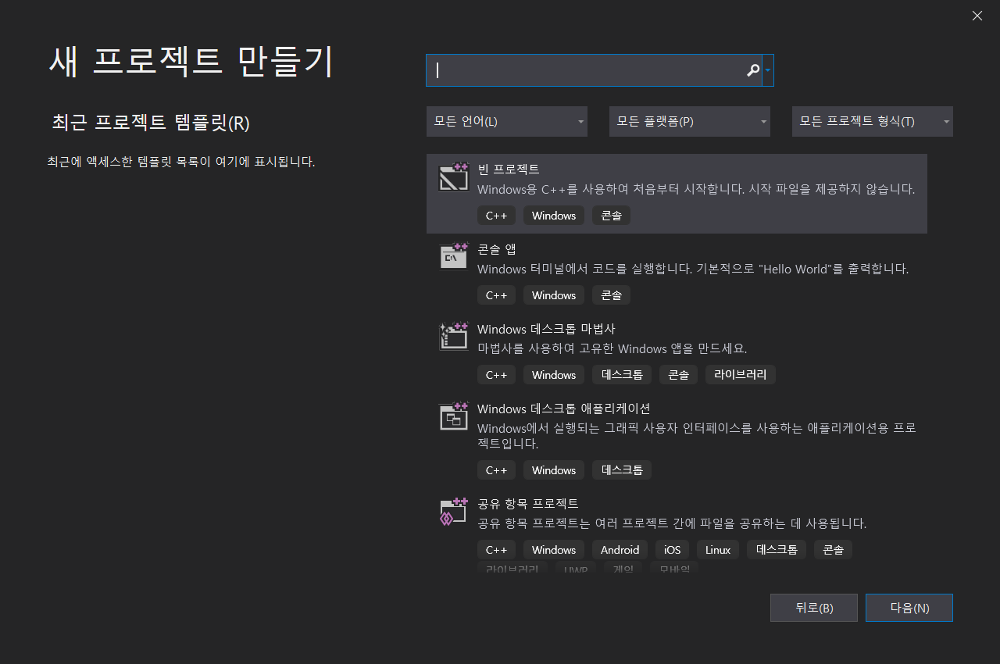 새 프로젝트 만들기
최근 프로젝트 템플릿(R)
최근에 액세스한 템플릿 목록이 여기에 표시됩니다.
모든 언어(L) 모든 플랫폼(P) 모든 프로젝트 형식(T)
빈 프로젝트
Windows용 C++를 사용하여 처음부터 시작합니다. 시작 파일을 제공하지 않습니다.
C++ Windows 콘솔
C:\
콘솔 앱
Windows 터미널에서 코드를 실행합니다. 기본적으로 "Hello World"를 출력합니다.
C++ Windows 콘솔
Windows 데스크톱 마법사
마법사를 사용하여 고유한 Windows 앱을 만드세요.
C++ Windows 데스크톱 콘솔 라이브러리
Windows 데스크톱 애플리케이션
Windows에서 실행되는 그래픽 사용자 인터페이스를 사용하는 애플리케이션용 프로
젝트입니다.
C++ Windows 데스크톱
공유 항목 프로젝트
공유 항목 프로젝트는 여러 프로젝트 간에 파일을 공유하는 데 사용됩니다.
C++ Windows Android iOS Linux 데스크톱 콘솔
라이브러리 UWP 게임 모바일
뒤로(B) 다음(N)